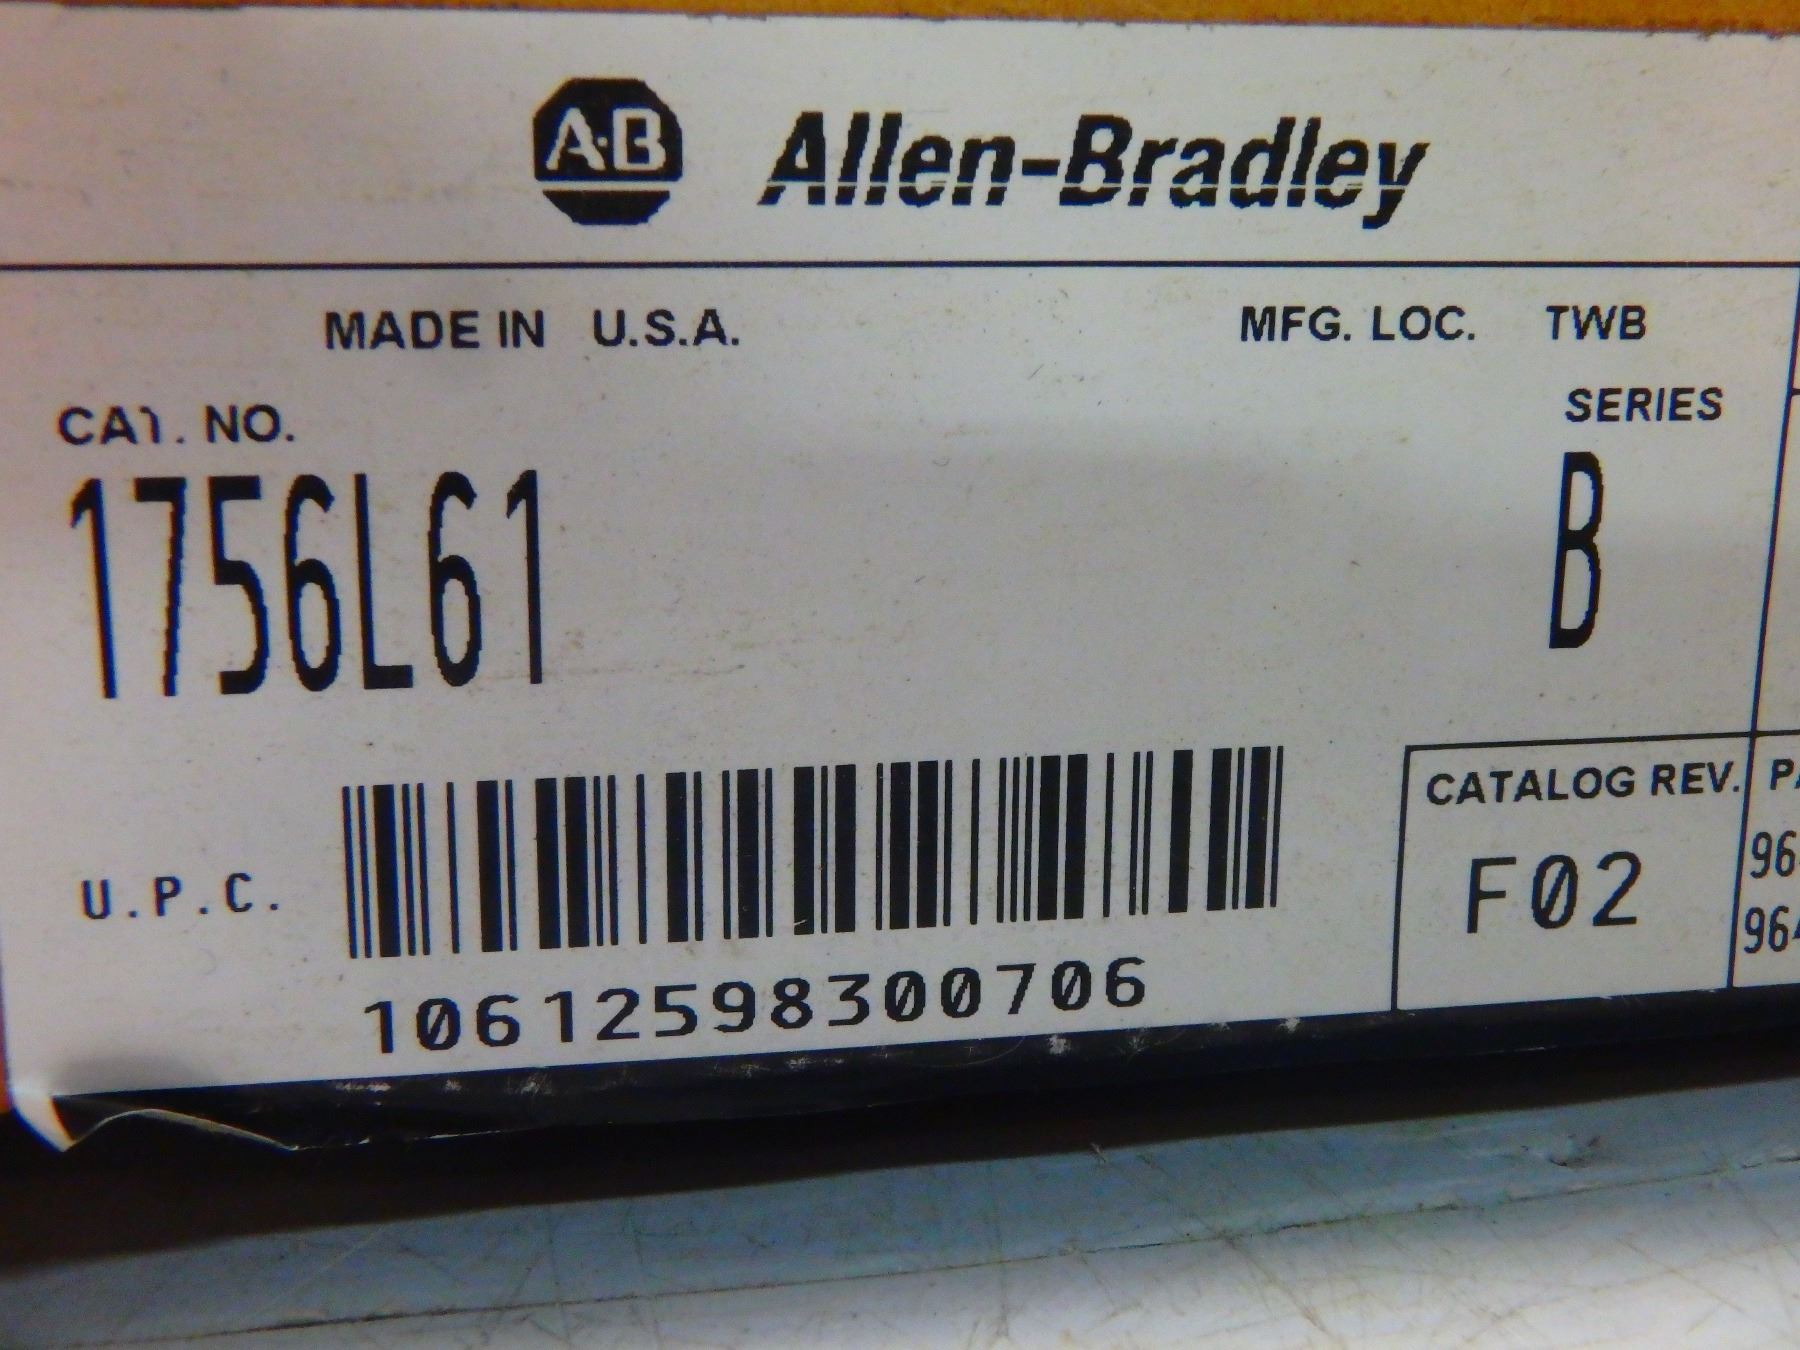 A-B Allen-Bradley
MADE IN U.S.A. MFG. LOC. TWB
CAT. NO. SERIES
1756L61 B
CATALOG REV.
F02
U.P.C.
10612598300706